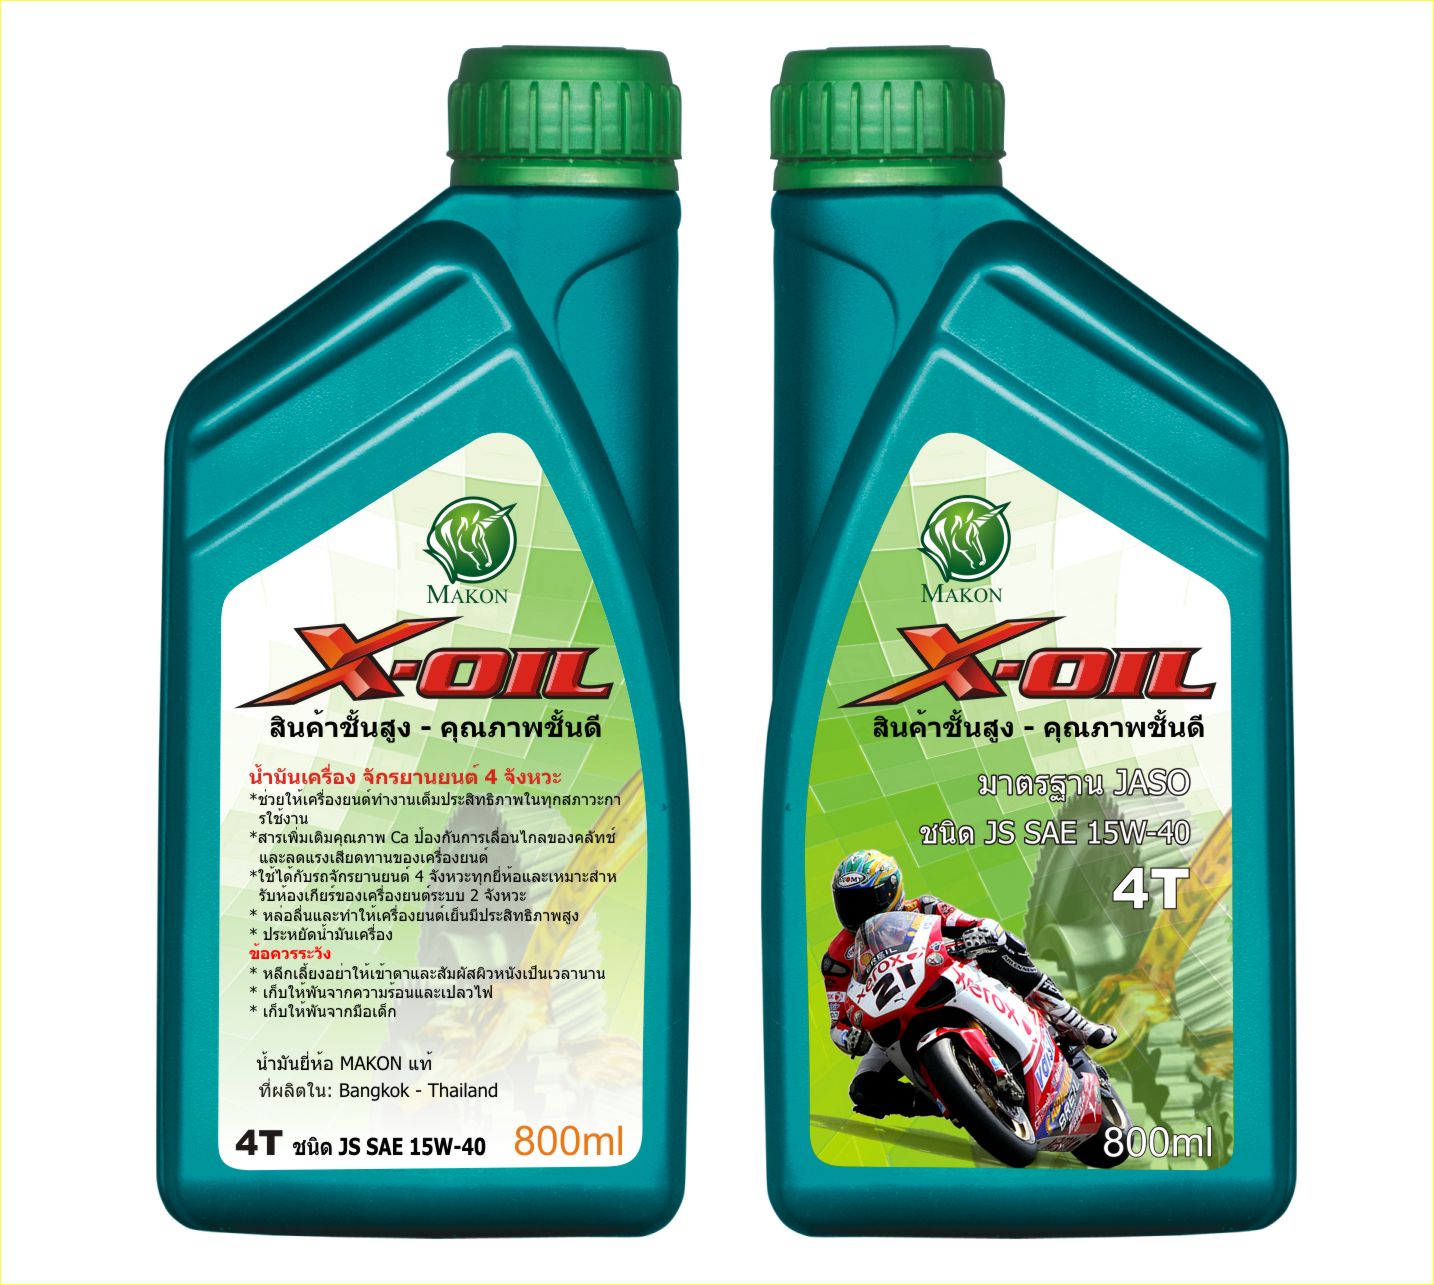 MAKON
X-OIL
สินค้าชั้นสูง - คุณภาพชั้นดี
น้ำมันเครื่อง จักรยานยนต์ 4 จังหวะ
*ช่วยให้เครื่องยนต์ทำงานเต็มประสิทธิภาพในทุกสภาวะกา
รใช้งาน
*สารเพิ่มเติมคุณภาพ Ca ป้องกันการเลื่อนไกลของคลัทช์
และลดแรงเสียดทานของเครื่องยนต์
*ใช้ได้กับรถจักรยานยนต์ 4 จังหวะทุกยี่ห้อและเหมาะสำห
รับห้องเกียร์ของเครื่องยนต์ระบบ 2 จังหวะ
* หล่อลื่นและทำให้เครื่องยนต์เย็นมีประสิทธิภาพสูง
* ประหยัดน้ำมันเครื่อง
ข้อควรระวัง
* หลีกเลี้ยงอย่าให้เข้าตาและสัมผัสผิวหนังเป็นเวลานาน
* เก็บให้พ้นจากความร้อนและเปลวไฟ
* เก็บให้พ้นจากมือเด็ก
น้ำมันยี่ห้อ MAKON แท้
ที่ผลิตใน: Bangkok - Thailand
4T ชนิด JS SAE 15W-40 800ml
MAKON
X-OIL
สินค้าชั้นสูง - คุณภาพชั้นดี
มาตรฐาน JASO
ชนิด JS SAE 15W-40
4T
xerox
21
xerox
800ml